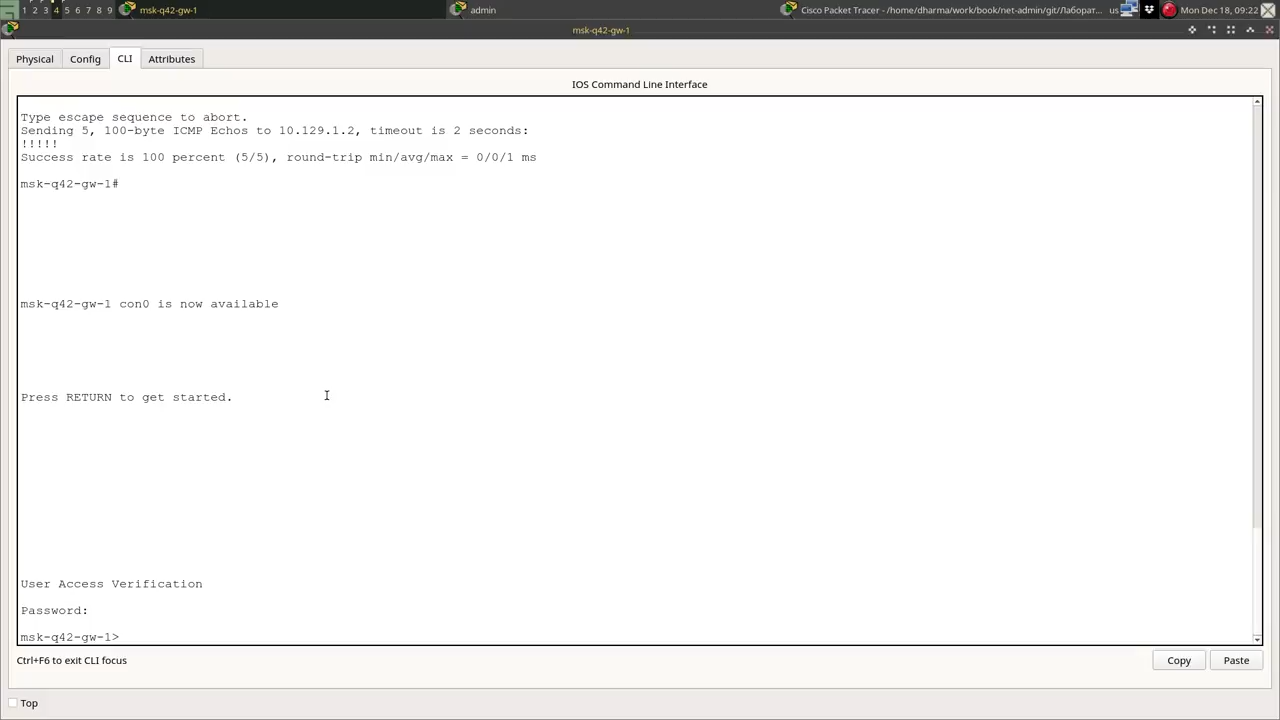 1 2 3 4 5 6 7 8 9 msk-q42-gw-1 admin Cisco Packet Tracer - /home/dharma/work/book/net-admin/git/Лаборат... us Mon Dec 18, 09:22
msk-q42-gw-1
Physical Config CLI Attributes
IOS Command Line Interface
Type escape sequence to abort.
Sending 5, 100-byte ICMP Echos to 10.129.1.2, timeout is 2 seconds:
!!!!!
Success rate is 100 percent (5/5), round-trip min/avg/max = 0/0/1 ms
msk-q42-gw-1#
msk-q42-gw-1 con0 is now available
Press RETURN to get started.
User Access Verification
Password:
msk-q42-gw-1>
Ctrl+F6 to exit CLI focus
Copy Paste
Top